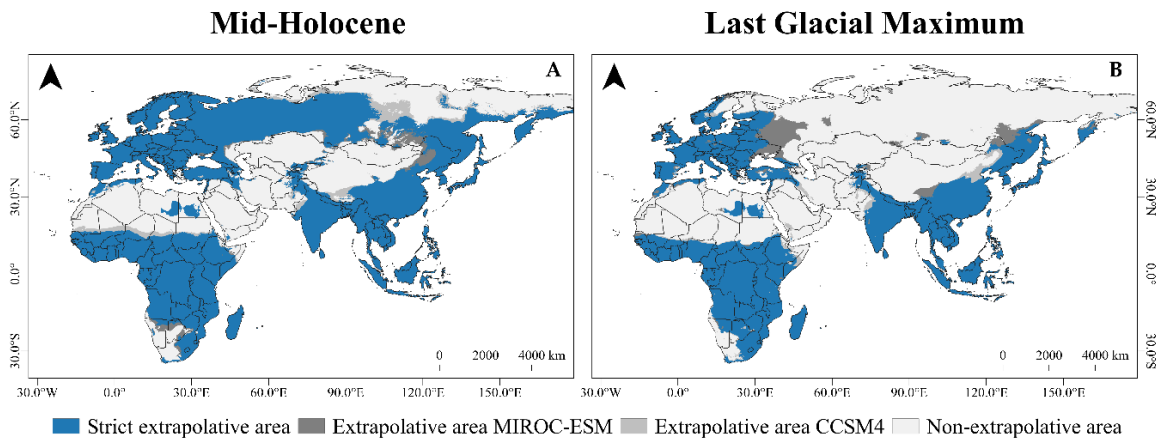 Mid-Holocene
Last Glacial Maximum
A
B
60.0°N
30.0°N
0.0°
30.0°S
60.0°N
30.0°N
0.0°
30.0°S
0 2000 4000 km
0 2000 4000 km
30.0°W 0.0° 30.0°E 60.0°E 90.0°E 120.0°E 150.0°E
30.0°W 0.0° 30.0°E 60.0°E 90.0°E 120.0°E 150.0°E
Strict extrapolative area Extrapolative area MIROC-ESM Extrapolative area CCSM4 Non-extrapolative area